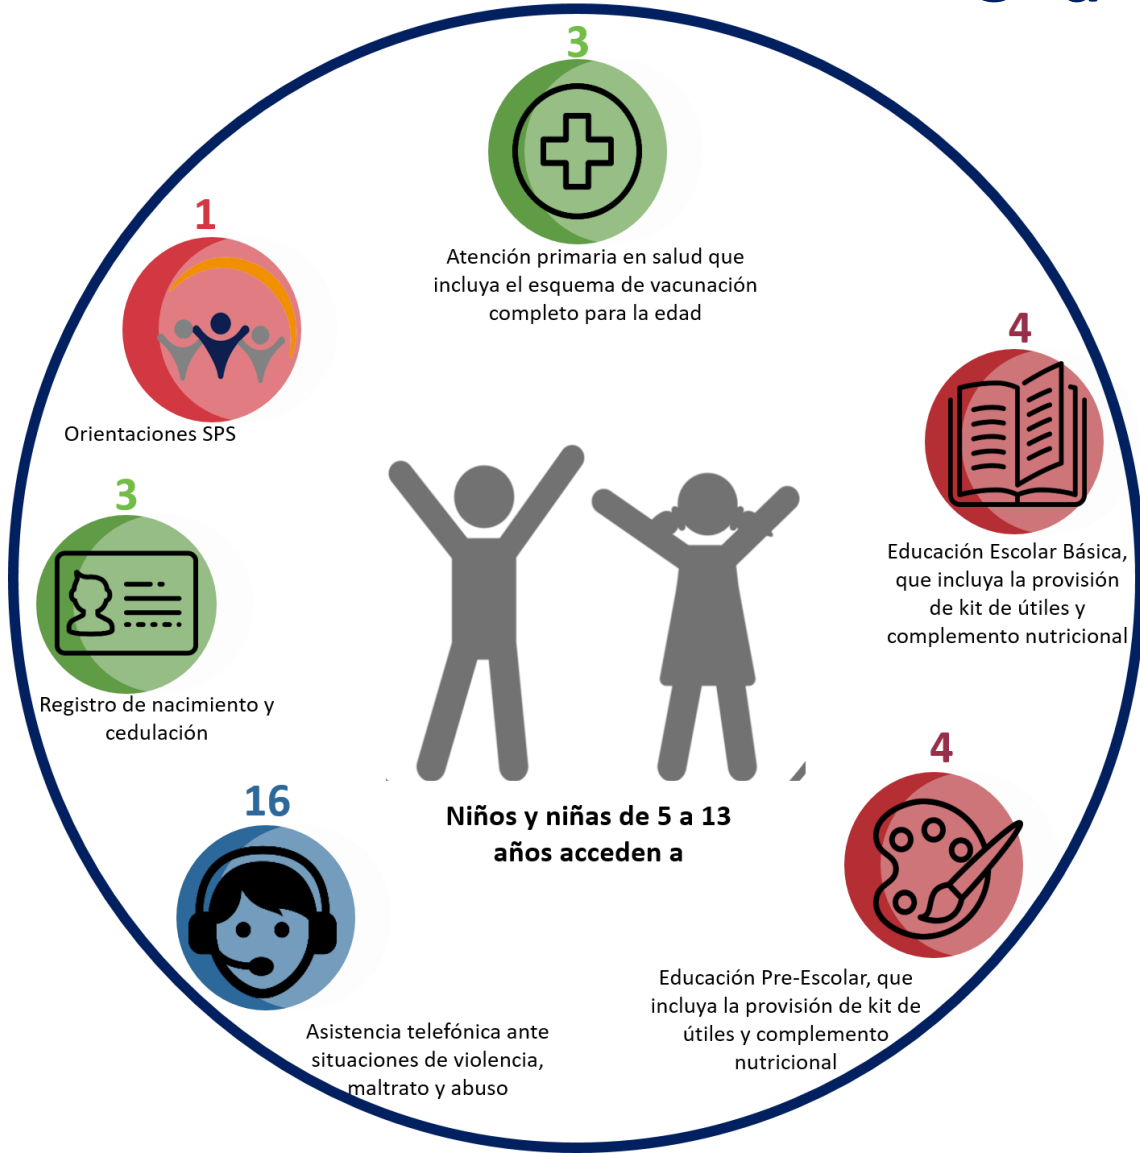 3
Atención primaria en salud que
incluya el esquema de vacunación
completo para la edad
1
Orientaciones SPS
4
Educación Escolar Básica,
que incluya la provisión
de kit de útiles y
complemento nutricional
3
Registro de nacimiento y
cedulación
4
Educación Pre-Escolar, que
incluya la provisión de kit de
útiles y complemento
nutricional
16
Asistencia telefónica ante
situaciones de violencia,
maltrato y abuso
Niños y niñas de 5 a 13
años acceden a